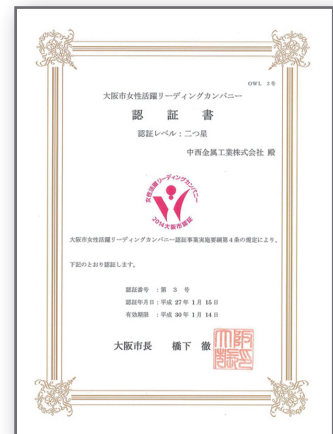 OWL 3号
大阪市女性活躍リーディングカンパニー
認証書
認証レベル：二つ星
中西金属工業株式会社 殿
女性活躍リーディングカンパニー
2014大阪市認証
大阪市女性活躍リーディングカンパニー認証事業実施要綱第４条の規定により、
下記のとおり認証します。
認証番号 ：第 3 号
認証年月日：平成 27 年 1 月 15 日
有効期限 ：平成 30 年 1 月 14 日
大阪市長 橋下 徹